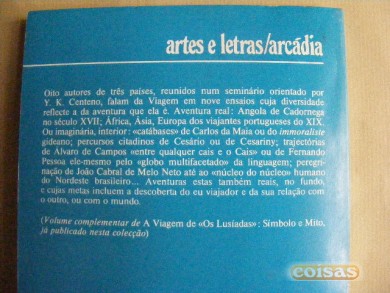 artes e letras/arcádia
Oito autores de três países, reunidos num seminário orientado por
Y. K. Centeno, falam da Viagem em nove ensaios cuja diversidade
reflecte a da aventura que ela é. Aventura real: Angola de Cadornega
no século XVII; África, Ásia, Europa dos viajantes portugueses do XIX.
Ou imaginária, interior: «catábases» de Carlos da Maia ou do immoraliste
gideano; percursos citadinos de Cesário ou de Cesariny; trajectórias
de Álvaro de Campos «entre qualquer cais e o Cais» ou de Fernando
Pessoa ele-mesmo pelo «globo multifacetado» da linguagem; peregri-
nação de João Cabral de Melo Neto até ao «núcleo do núcleo» humano
do Nordeste brasileiro... Aventuras estas também reais, no fundo,
e cujas metas incluem a descoberta do eu viajador e da sua relação com
o outro, ou com o mundo.
(Volume complementar de A Viagem de «Os Lusíadas»: Símbolo e Mito,
já publicado nesta colecção)
coisas